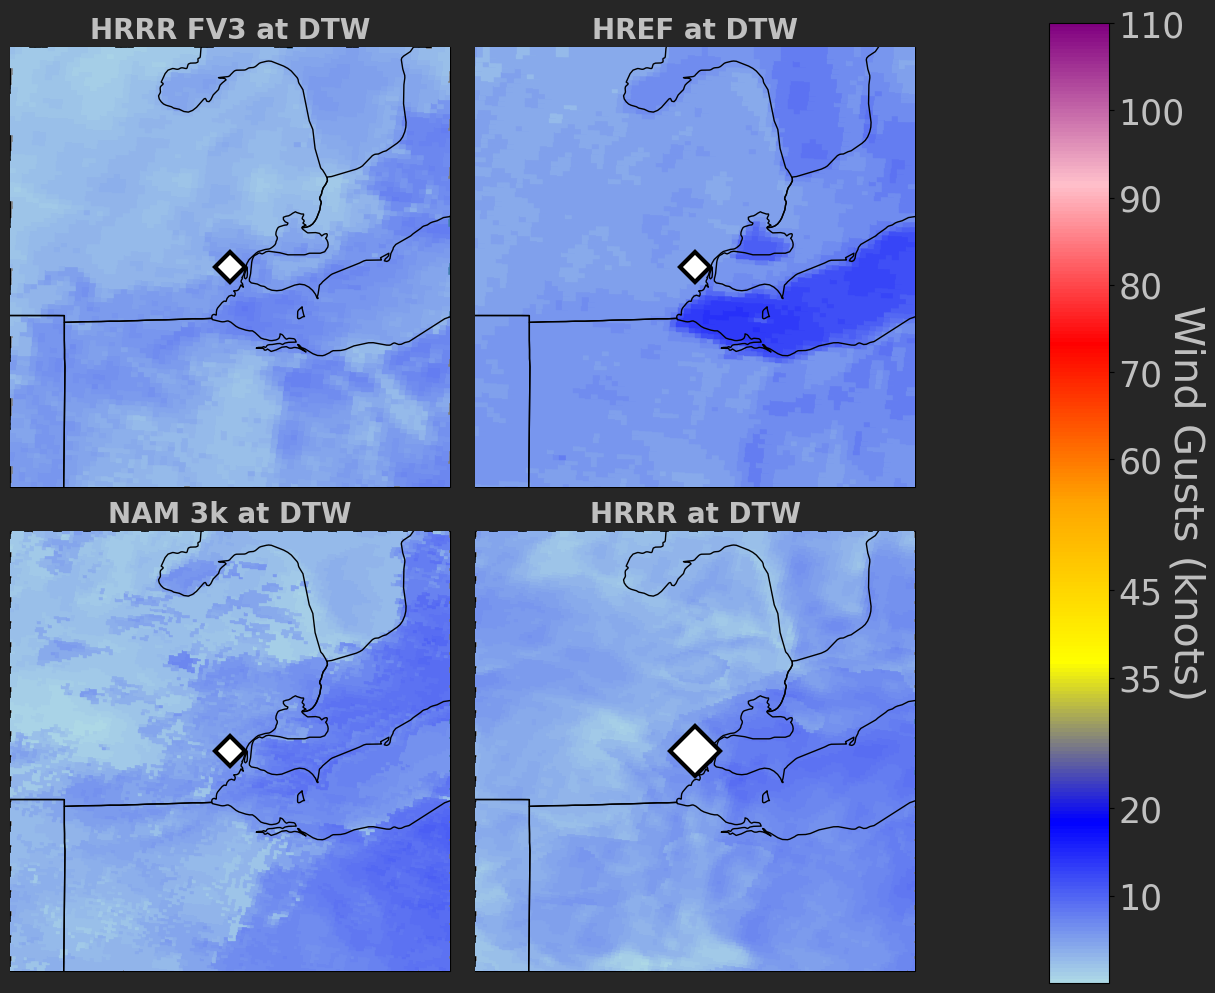 HRRR FV3 at DTW
HREF at DTW
NAM 3k at DTW
HRRR at DTW
110
100
90
80
70
60
45
35
20
10
Wind Gusts (knots)